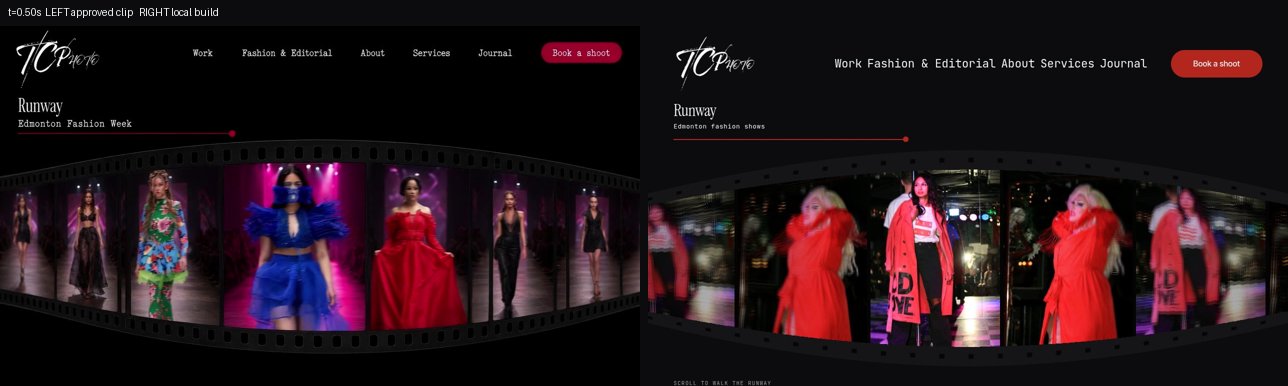 t=0.50s LEFT approved clip RIGHT local build
TCPHOTO
Work Fashion & Editorial About Services Journal Book a shoot
Runway
Edmonton Fashion Week
TCPHOTO
Work Fashion & Editorial About Services Journal Book a shoot
Runway
Edmonton fashion shows
SCROLL TO WALK THE RUNWAY